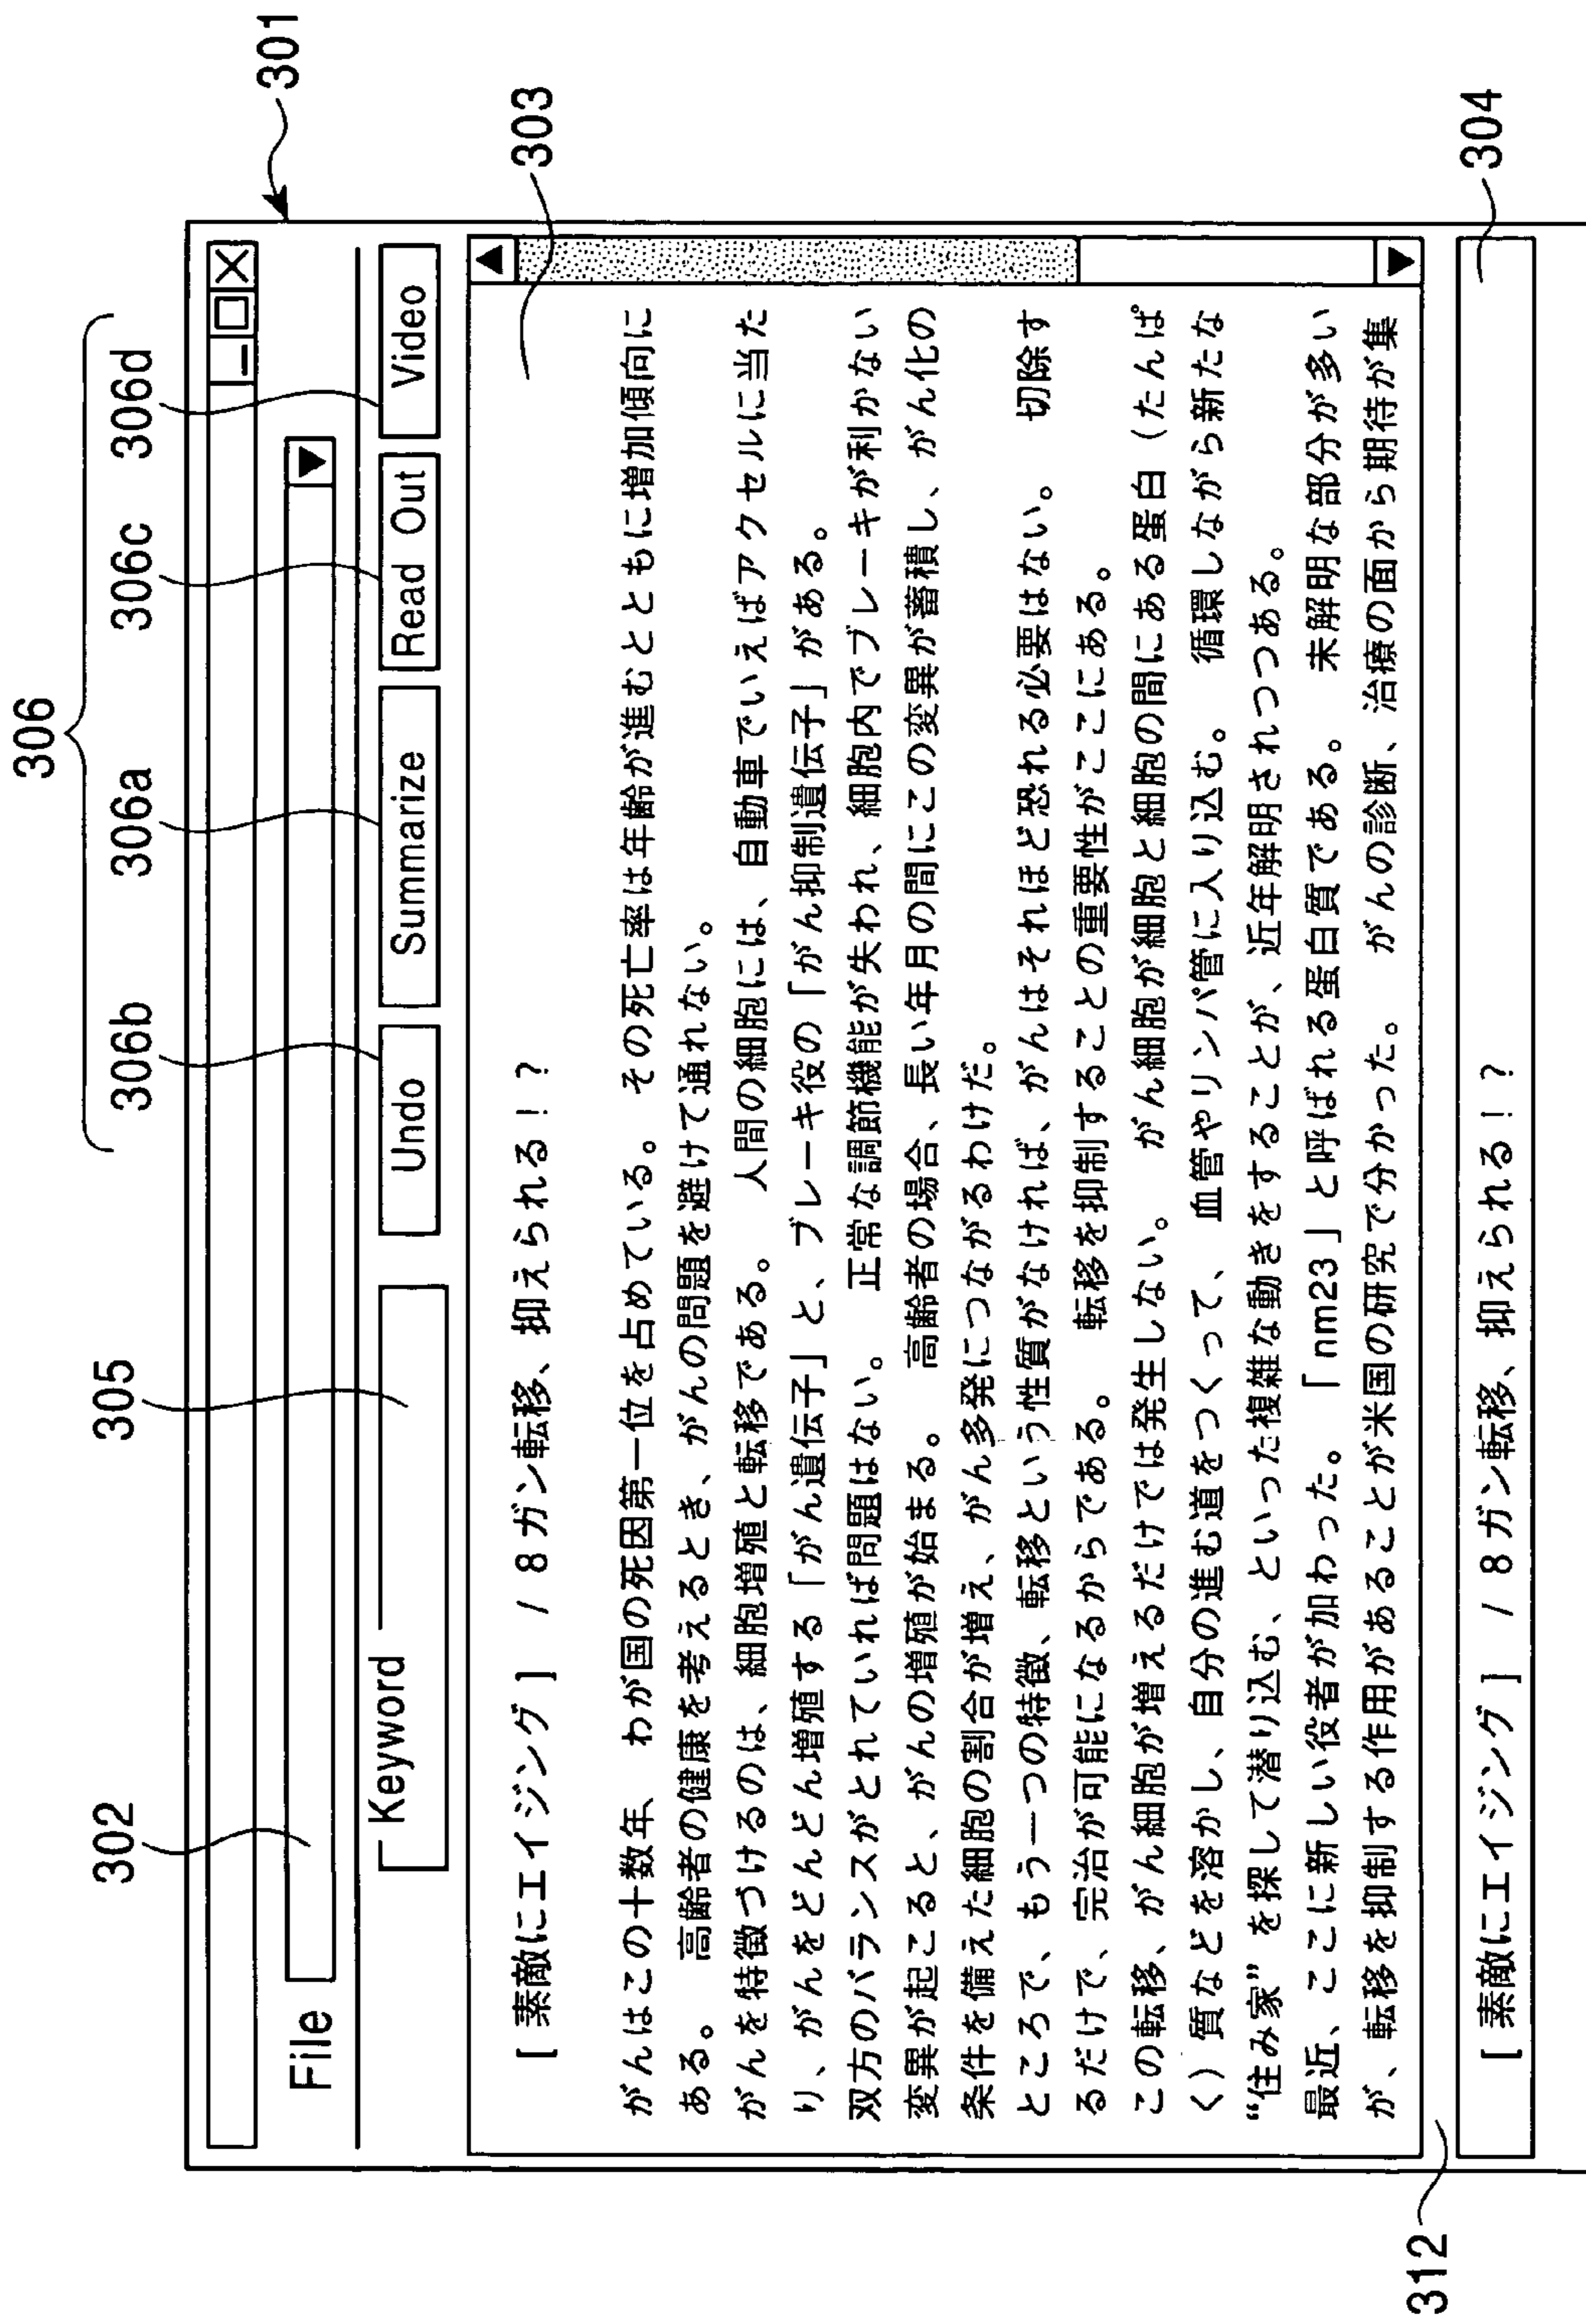 306
306b 306a 306c 306d
302 305
301
File
Keyword
Undo Summarize Read Out Video
303
[素敵にエイジング] /8ガン転移、抑えられる!?
がんはこの十数年、わが国の死因第一位を占めている。 その死亡率は年齢が進むとともに増加傾向に
ある。 高齢者の健康を考えるとき、がんの問題を避けて通れない。
がんを特徴づけるのは、細胞増殖と転移である。 人間の細胞には、自動車でいえばアクセルに当た
り、がんをどんどん増殖する「がん遺伝子」と、ブレーキ役の「がん抑制遺伝子」がある。
双方のバランスがとれていれば問題はない。 正常な調節機能が失われ、細胞内でブレーキが利かない
変異が起こると、がんの増殖が始まる。 高齢者の場合、長い年月の間にこの変異が蓄積し、がん化の
条件を備えた細胞の割合が増え、がん多発につながるわけだ。
ところで、もう一つの特徴、転移という性質がなければ、がんはそれほど恐れる必要はない。 切除す
るだけで、完治が可能になるからである。 転移を抑制することの重要性がここにある。
この転移、がん細胞が増えるだけでは発生しない。 がん細胞が細胞と細胞の間にある蛋白(たんぱ
く)質などを溶かし、自分の進む道をつくって、血管やリンパ管に入り込む。 循環しながら新たな
“住み家”を探して潜り込む、といった複雑な動きをすることが、近年解明されつつある。
最近、ここに新しい役者が加わった。「nm23」と呼ばれる蛋白質である。 未解明な部分が多い
が、転移を抑制する作用があることが米国の研究で分かった。 がんの診断、治療の面から期待が集
312
[素敵にエイジング] /8ガン転移、抑えられる!?
304